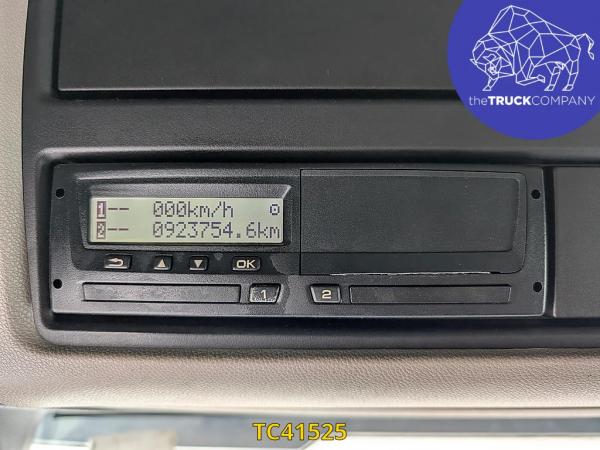 theTRUCKCOMPANY
1 -- 000km/h
2 -- 0923754.6km
OK
1
2
TC41525